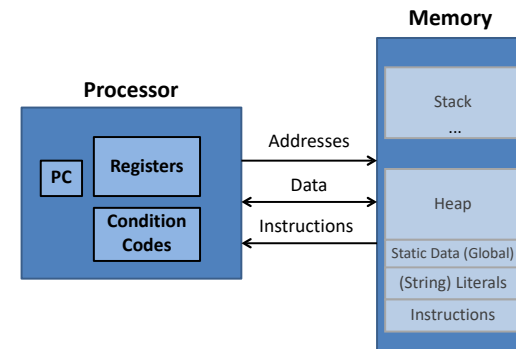 Memory
Processor
Stack
...
Addresses
PC
Registers
Data
Heap
Condition
Codes
Instructions
Static Data (Global)
(String) Literals
Instructions